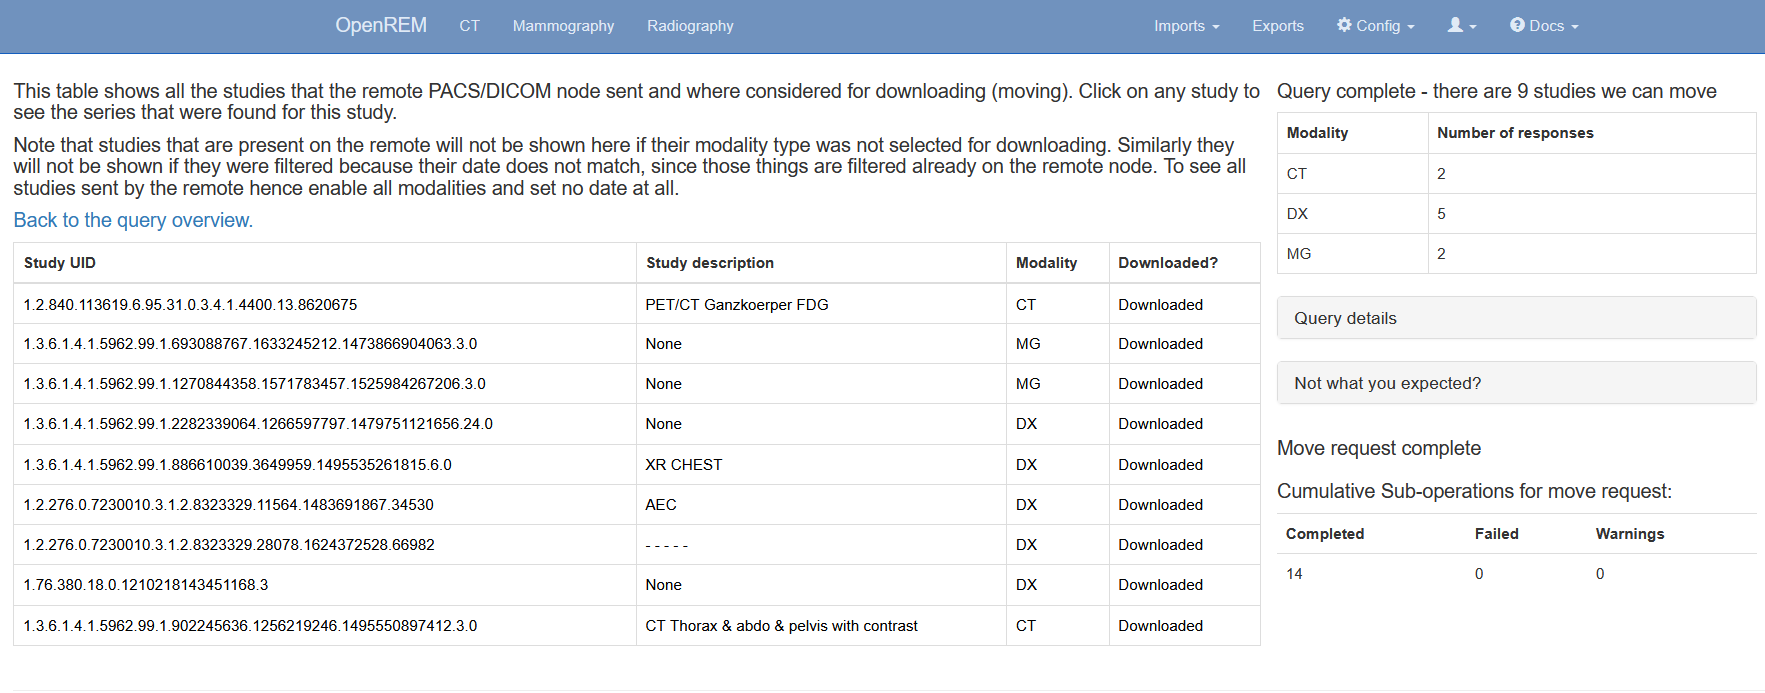 OpenREM CT Mammography Radiography Imports Exports Config Docs
This table shows all the studies that the remote PACS/DICOM node sent and where considered for downloading (moving). Click on any study to
see the series that were found for this study.
Note that studies that are present on the remote will not be shown here if their modality type was not selected for downloading. Similarly they
will not be shown if they were filtered because their date does not match, since those things are filtered already on the remote node. To see all
studies sent by the remote hence enable all modalities and set no date at all.
Back to the query overview.
Study UID Study description Modality Downloaded?
1.2.840.113619.6.95.31.0.3.4.1.4400.13.8620675 PET/CT Ganzkoerper FDG CT Downloaded
1.3.6.1.4.1.5962.99.1.693088767.1633245212.1473866904063.3.0 None MG Downloaded
1.3.6.1.4.1.5962.99.1.1270844358.1571783457.1525984267206.3.0 None MG Downloaded
1.3.6.1.4.1.5962.99.1.2282339064.1266597797.1479751121656.24.0 None DX Downloaded
1.3.6.1.4.1.5962.99.1.886610039.3649959.1495535261815.6.0 XR CHEST DX Downloaded
1.2.276.0.7230010.3.1.2.8323329.11564.1483691867.34530 AEC DX Downloaded
1.2.276.0.7230010.3.1.2.8323329.28078.1624372528.66982 - - - - - DX Downloaded
1.76.380.18.0.1210218143451168.3 None DX Downloaded
1.3.6.1.4.1.5962.99.1.902245636.1256219246.1495550897412.3.0 CT Thorax & abdo & pelvis with contrast CT Downloaded
Query complete - there are 9 studies we can move
Modality Number of responses
CT 2
DX 5
MG 2
Query details
Not what you expected?
Move request complete
Cumulative Sub-operations for move request:
Completed Failed Warnings
14 0 0